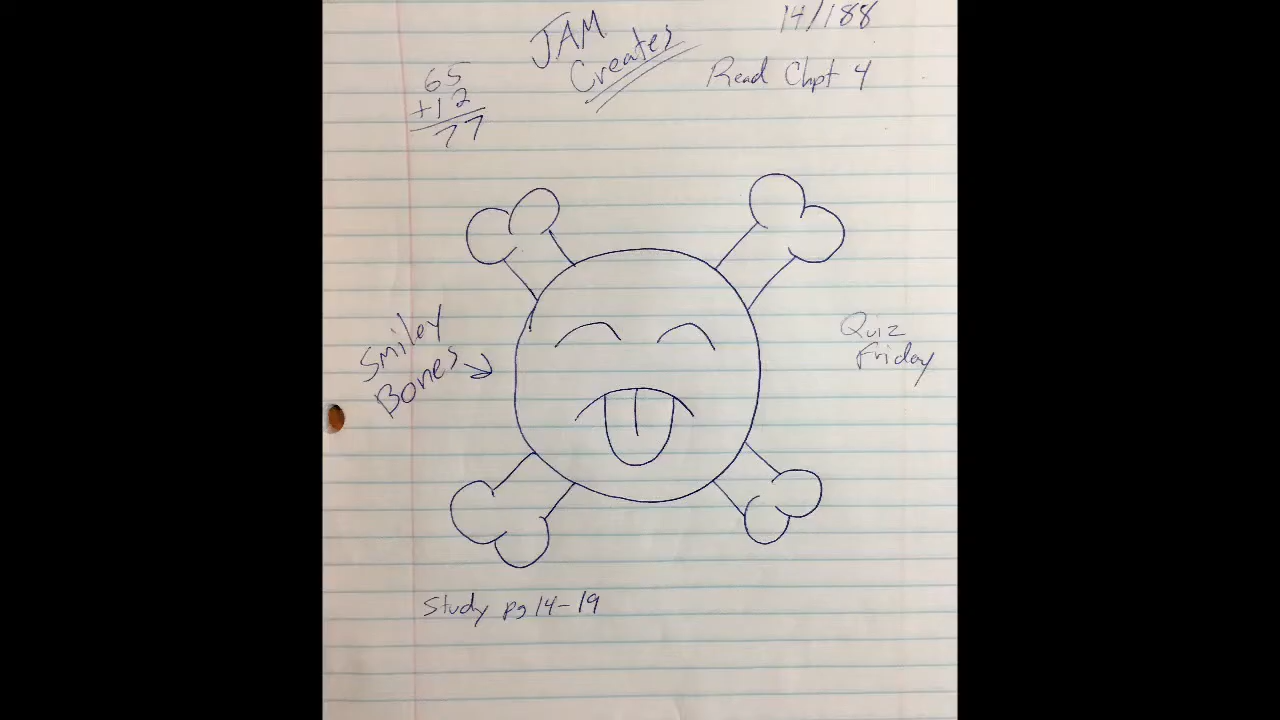 JAM
Creates
14/188
Read Chpt 4
65
+12
77
Smiley
Bones
Quiz
Friday
Study pg 14-19